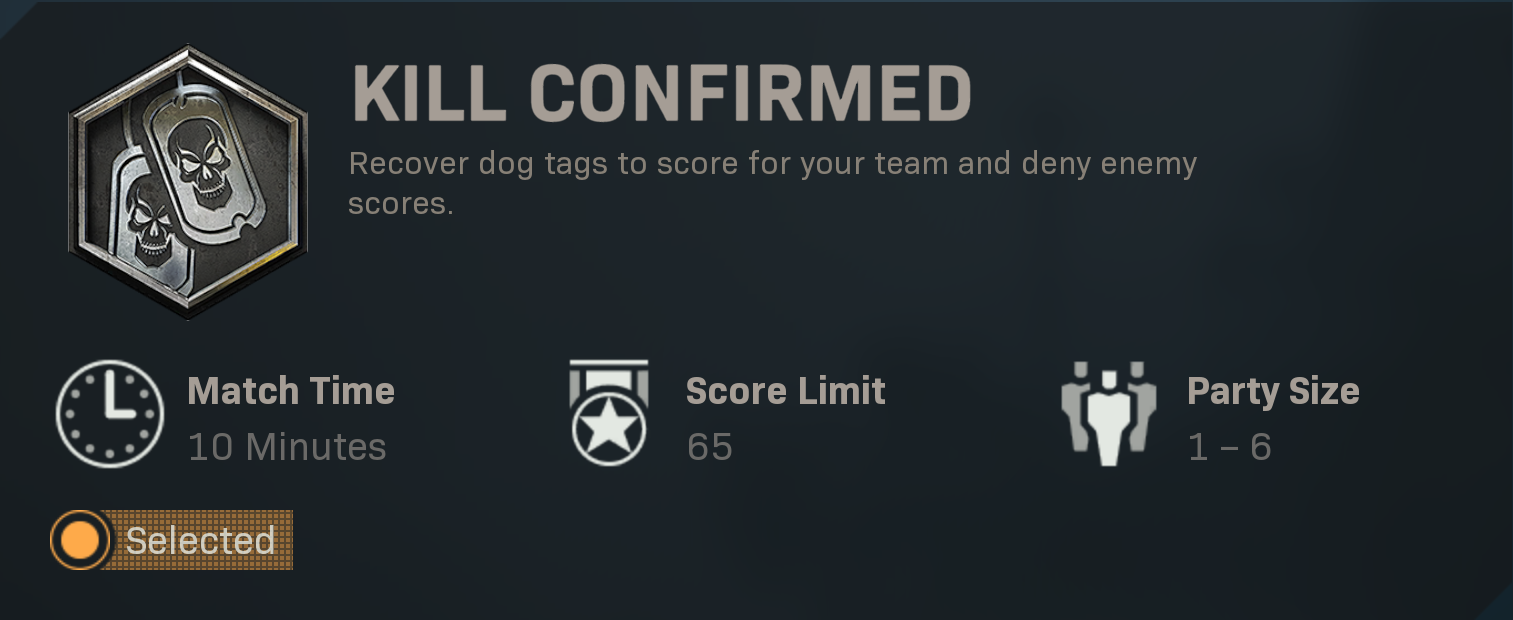 KILL CONFIRMED
Recover dog tags to score for your team and deny enemy
scores.
Match Time
10 Minutes
Score Limit
65
Party Size
1 – 6
Selected